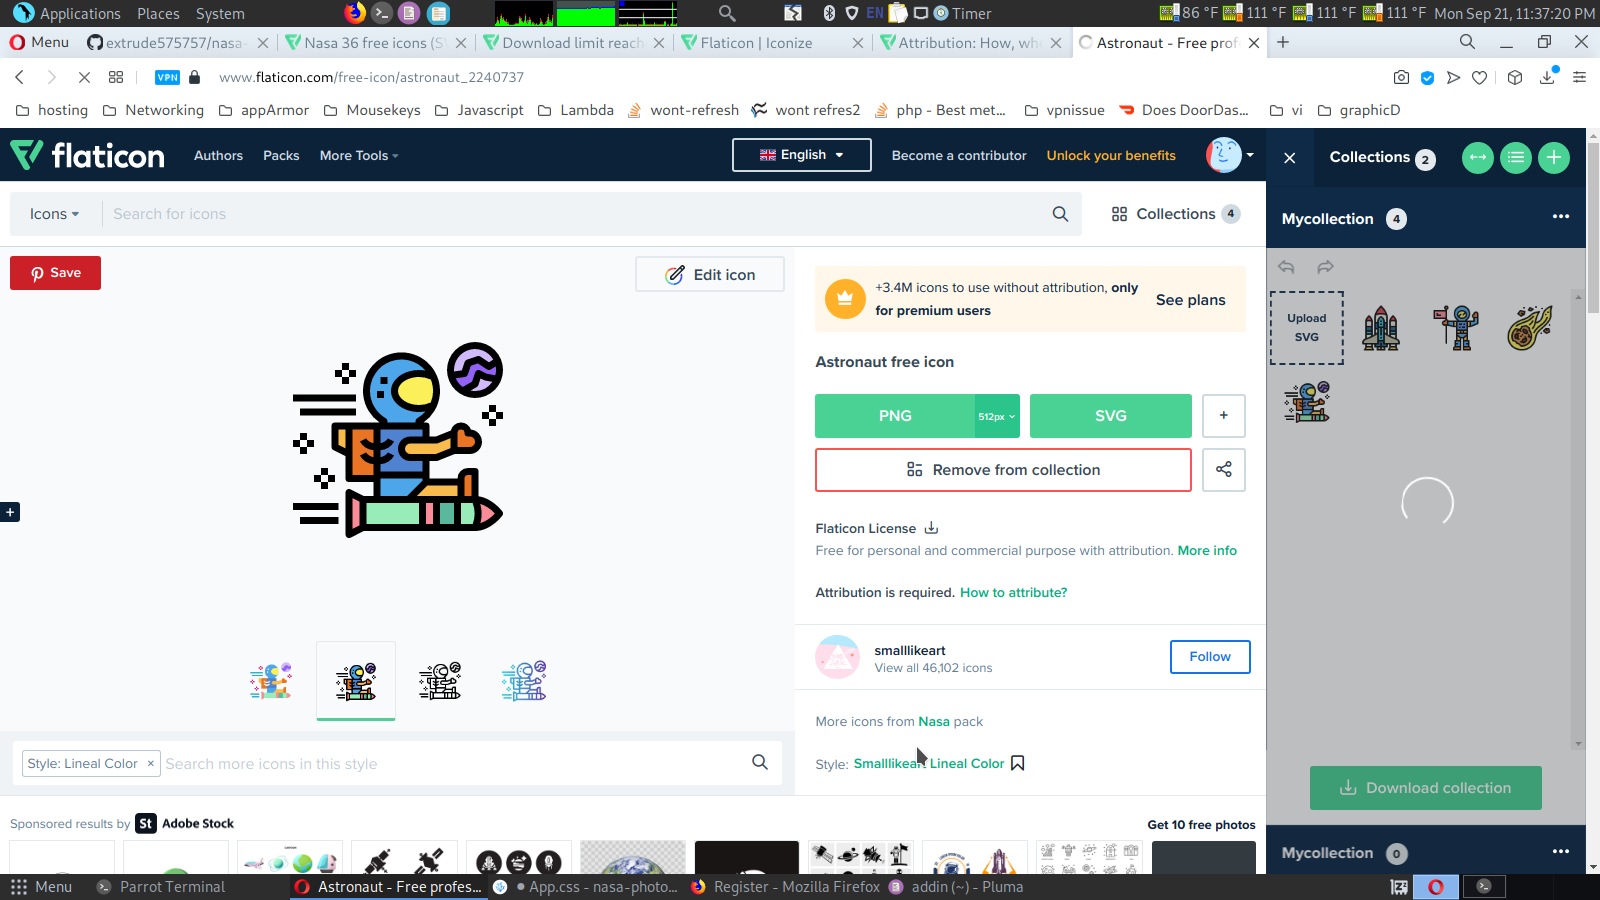 Applications Places System EN Timer 86 °F 111 °F 111 °F 111 °F Mon Sep 21, 11:37:20 PM
Menu extrude575757/nasa- Nasa 36 free icons (SV Download limit reach Flaticon | Iconize Attribution: How, whe Astronaut - Free prof
VPN www.flaticon.com/free-icon/astronaut_2240737
hosting Networking appArmor Mousekeys Javascript Lambda wont-refresh wont refres2 php - Best met... vpnissue Does DoorDas... vi graphicD
flaticon Authors Packs More Tools English Become a contributor Unlock your benefits Collections 2
Icons Search for icons Collections 4 Mycollection 4
Save Edit icon
+3.4M icons to use without attribution, only
for premium users
See plans
Upload
SVG
Astronaut free icon
PNG 512px SVG +
Remove from collection
Flaticon License
Free for personal and commercial purpose with attribution. More info
Attribution is required. How to attribute?
smalllikeart
View all 46,102 icons
Follow
More icons from Nasa pack
Style: Smalllikeart Lineal Color
Style: Lineal Color × Search more icons in this style
Download collection
Sponsored results by St Adobe Stock Get 10 free photos
Mycollection 0
Menu Parrot Terminal Astronaut - Free profes... App.css - nasa-photo... Register - Mozilla Firefox addin (~) - Pluma